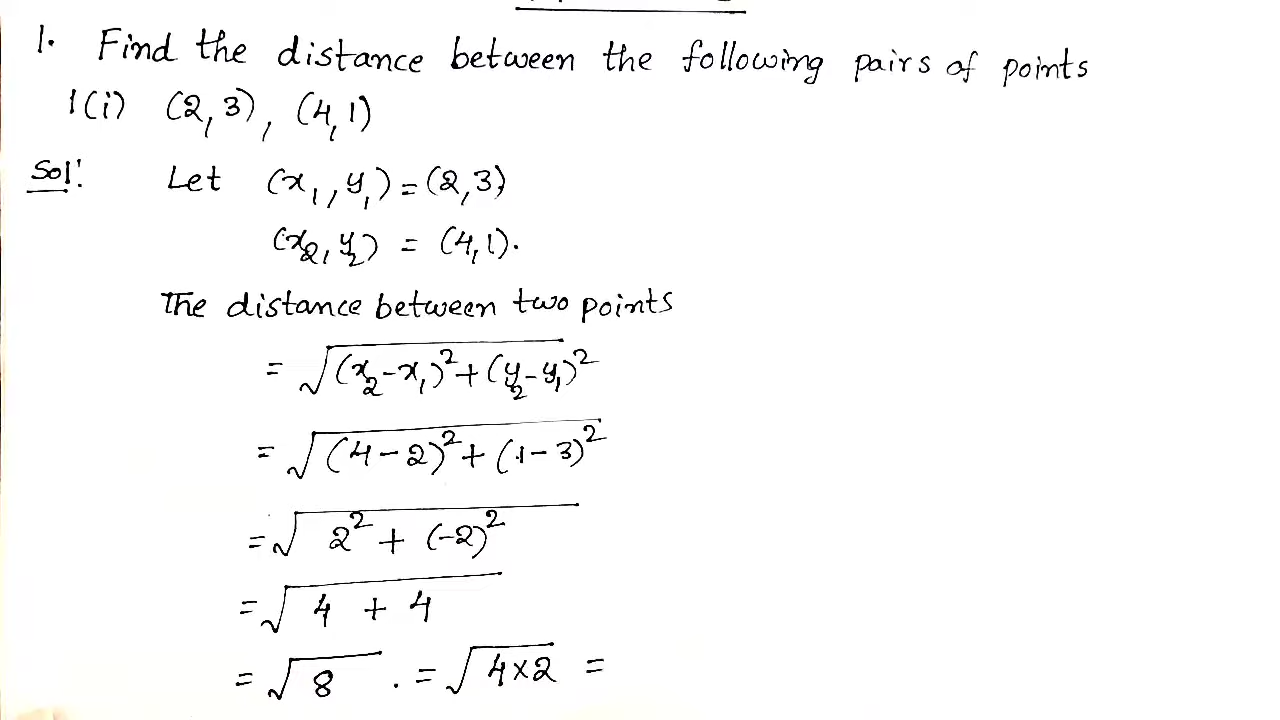 1. Find the distance between the following pairs of points
1(i) (2,3), (4,1)
Sol: Let (x₁, y₁) = (2,3)
(x₂, y₂) = (4,1).
The distance between two points
= √(x₂-x₁)²+(y₂-y₁)²
= √(4-2)²+(1-3)²
= √2² + (-2)²
= √4 + 4
= √8 . = √4×2 =